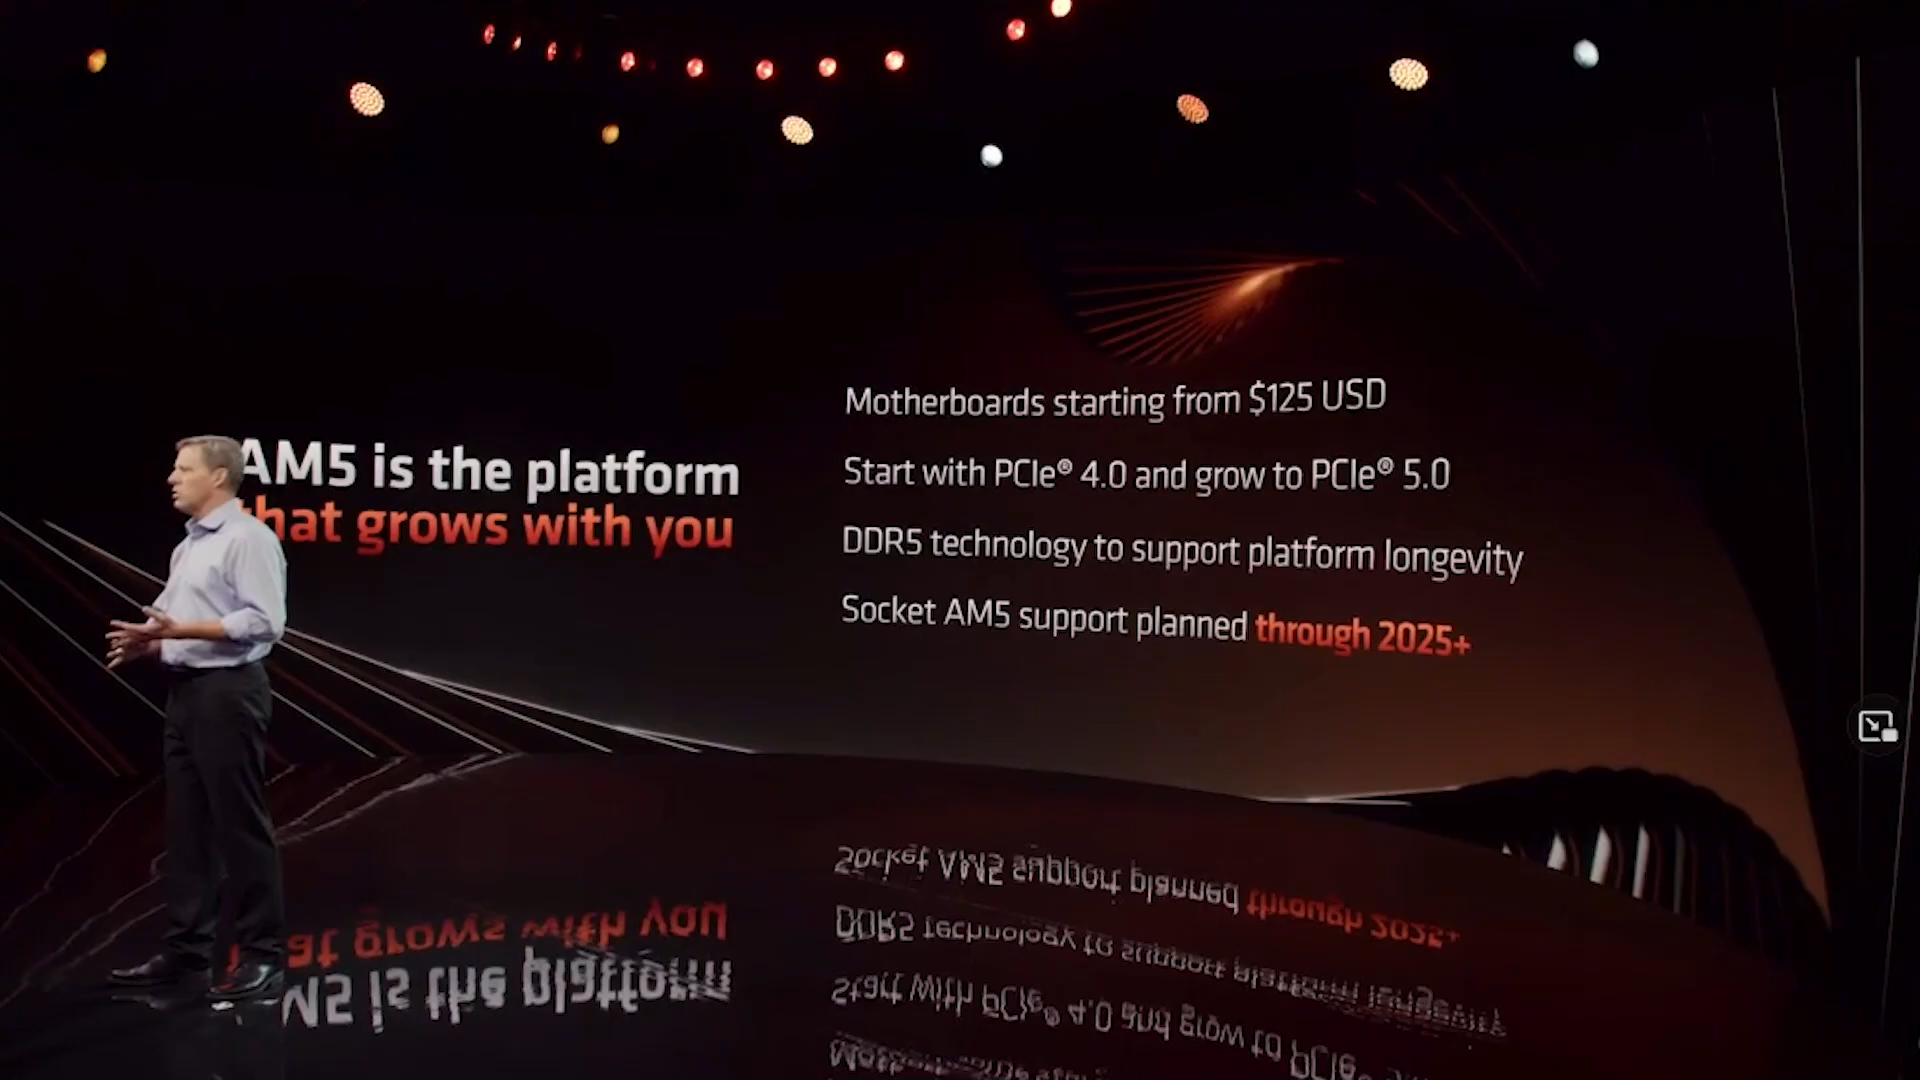 AM5 is the platform
that grows with you
Motherboards starting from $125 USD
Start with PCIe® 4.0 and grow to PCIe® 5.0
DDR5 technology to support platform longevity
Socket AM5 support planned through 2025+